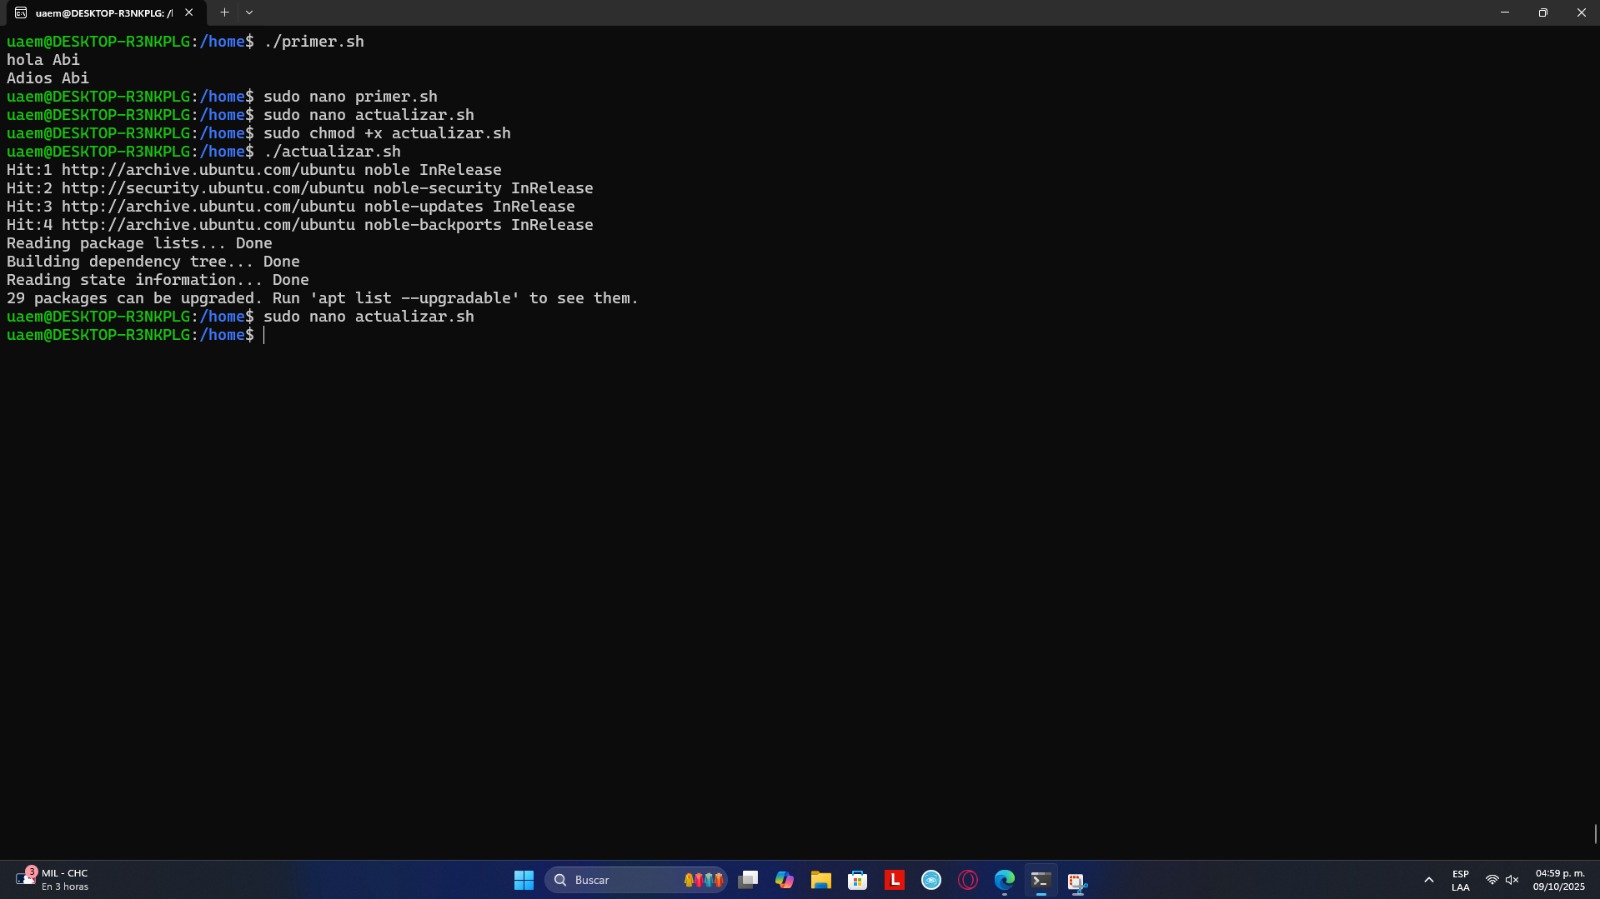 uaem@DESKTOP-R3NKPLG: /l
uaem@DESKTOP-R3NKPLG:/home$ ./primer.sh
hola Abi
Adios Abi
uaem@DESKTOP-R3NKPLG:/home$ sudo nano primer.sh
uaem@DESKTOP-R3NKPLG:/home$ sudo nano actualizar.sh
uaem@DESKTOP-R3NKPLG:/home$ sudo chmod +x actualizar.sh
uaem@DESKTOP-R3NKPLG:/home$ ./actualizar.sh
Hit:1 http://archive.ubuntu.com/ubuntu noble InRelease
Hit:2 http://security.ubuntu.com/ubuntu noble-security InRelease
Hit:3 http://archive.ubuntu.com/ubuntu noble-updates InRelease
Hit:4 http://archive.ubuntu.com/ubuntu noble-backports InRelease
Reading package lists... Done
Building dependency tree... Done
Reading state information... Done
29 packages can be upgraded. Run 'apt list --upgradable' to see them.
uaem@DESKTOP-R3NKPLG:/home$ sudo nano actualizar.sh
uaem@DESKTOP-R3NKPLG:/home$
3
MIL - CHC
En 3 horas
Buscar
L
ESP
LAA
04:59 p. m.
09/10/2025